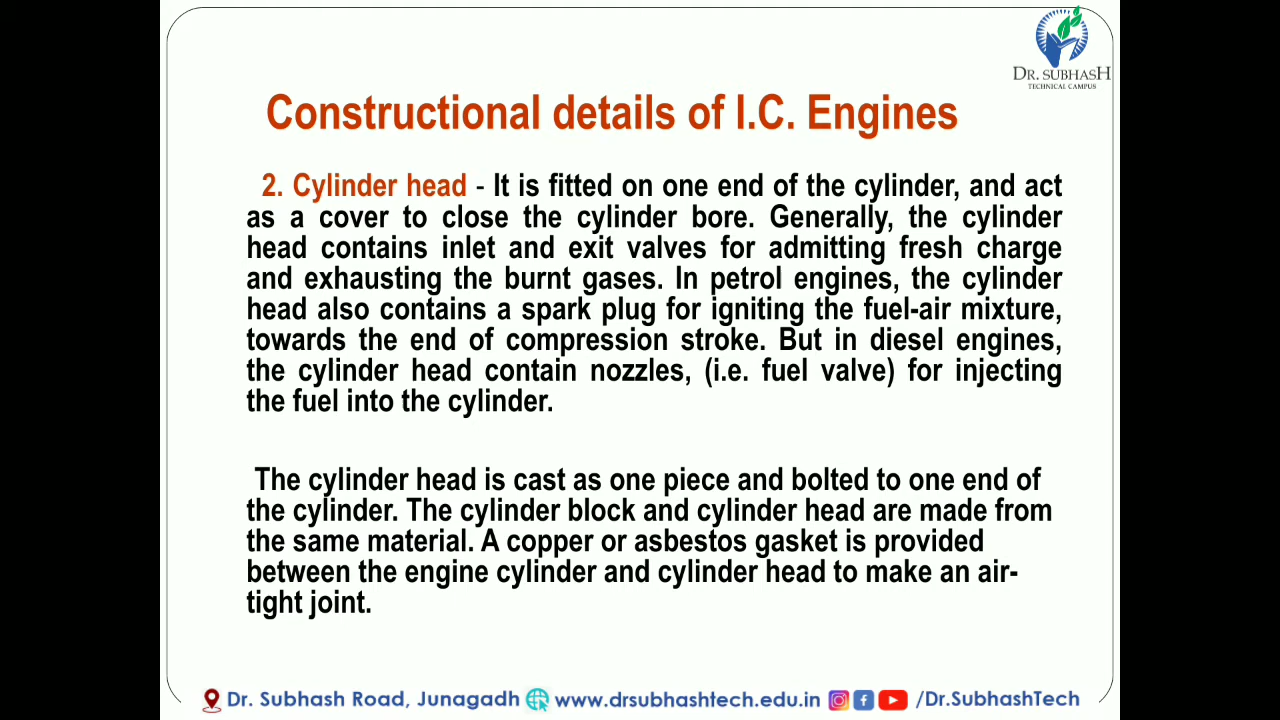 DR. SUBHASH
TECHNICAL CAMPUS
Constructional details of I.C. Engines
2. Cylinder head - It is fitted on one end of the cylinder, and act
as a cover to close the cylinder bore. Generally, the cylinder
head contains inlet and exit valves for admitting fresh charge
and exhausting the burnt gases. In petrol engines, the cylinder
head also contains a spark plug for igniting the fuel-air mixture,
towards the end of compression stroke. But in diesel engines,
the cylinder head contain nozzles, (i.e. fuel valve) for injecting
the fuel into the cylinder.
The cylinder head is cast as one piece and bolted to one end of
the cylinder. The cylinder block and cylinder head are made from
the same material. A copper or asbestos gasket is provided
between the engine cylinder and cylinder head to make an air-
tight joint.
Dr. Subhash Road, Junagadh www.drsubhashtech.edu.in /Dr.SubhashTech